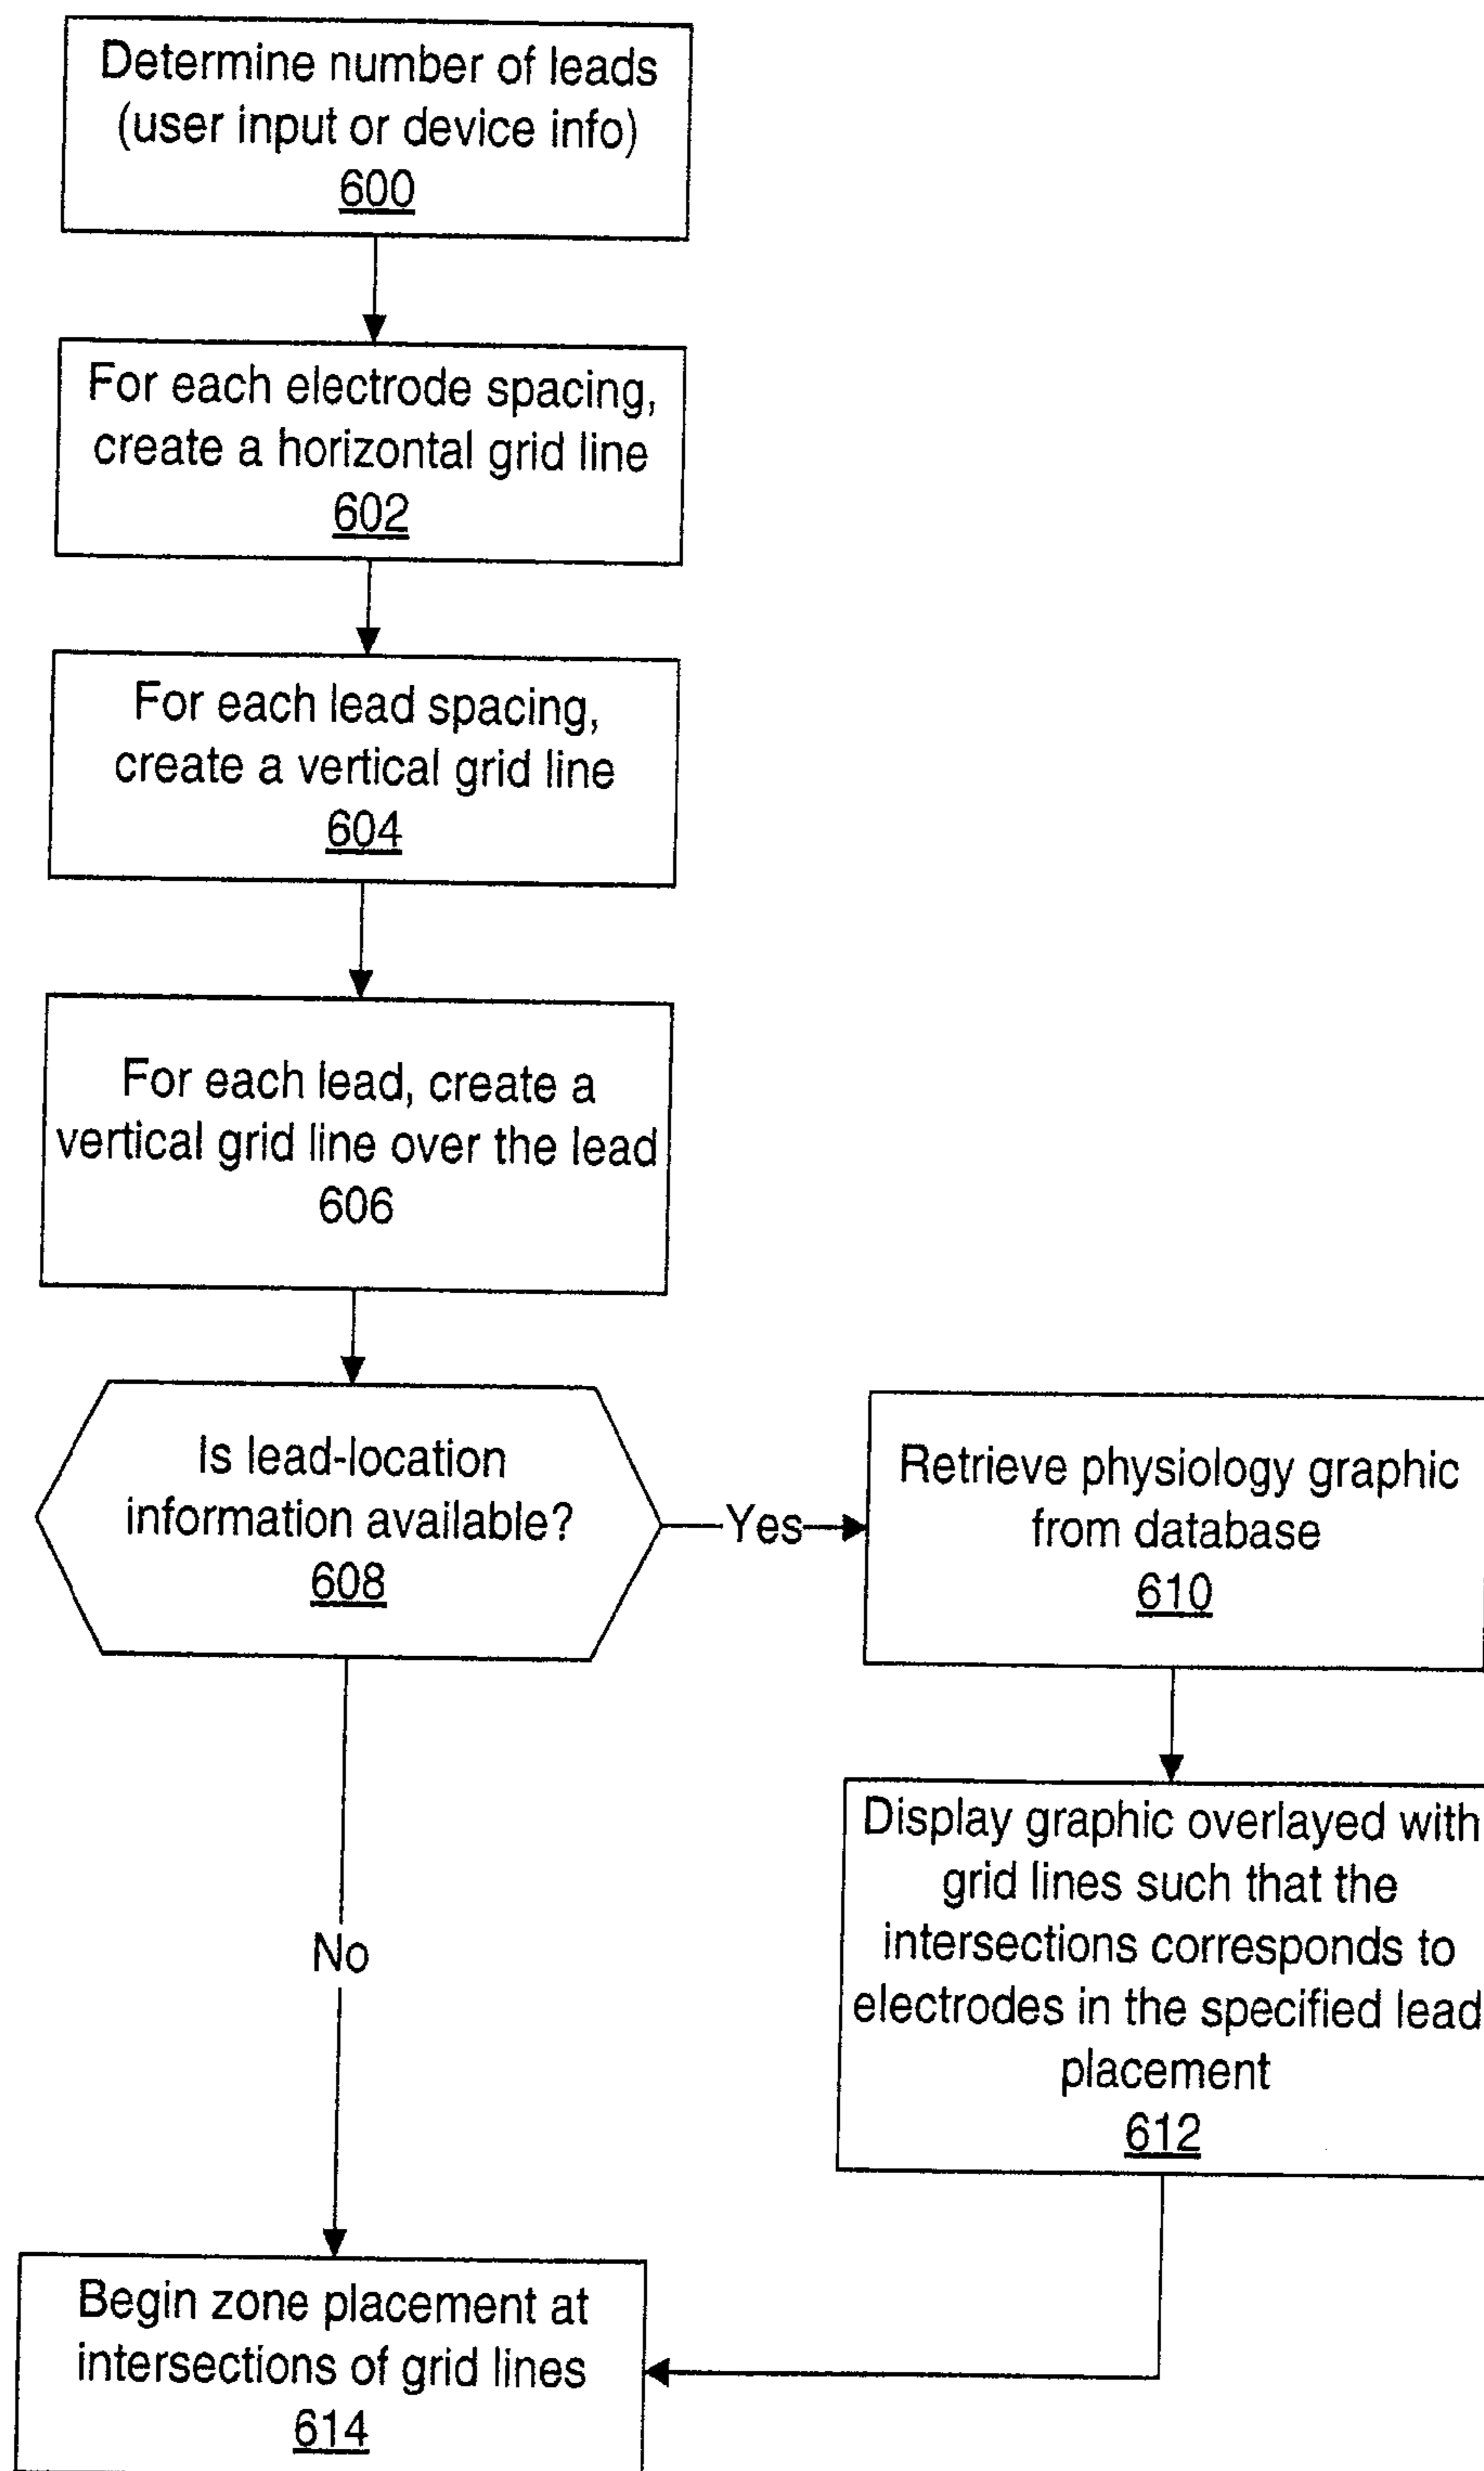 Determine number of leads
(user input or device info)
600
For each electrode spacing,
create a horizontal grid line
602
For each lead spacing,
create a vertical grid line
604
For each lead, create a
vertical grid line over the lead
606
Is lead-location
information available?
608
Yes
Retrieve physiology graphic
from database
610
Display graphic overlayed with
grid lines such that the
intersections corresponds to
electrodes in the specified lead
placement
612
No
Begin zone placement at
intersections of grid lines
614